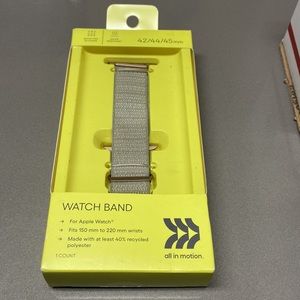 42/44/45mm
WATCH BAND
→ For Apple Watch®
→ Fits 150 mm to 220 mm wrists
→ Made with at least 40% recycled
polyester
1 COUNT
all in motion.